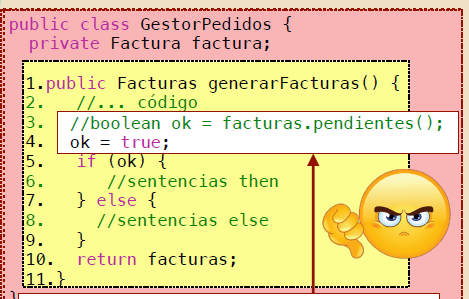 public class GestorPedidos {
private Factura factura;
1.public Facturas generarFacturas() {
2. //... código
3. //boolean ok = facturas.pendientes();
4. ok = true;
5. if (ok) {
6. //sentencias then
7. } else {
8. //sentencias else
9. }
10. return facturas;
11.}
}